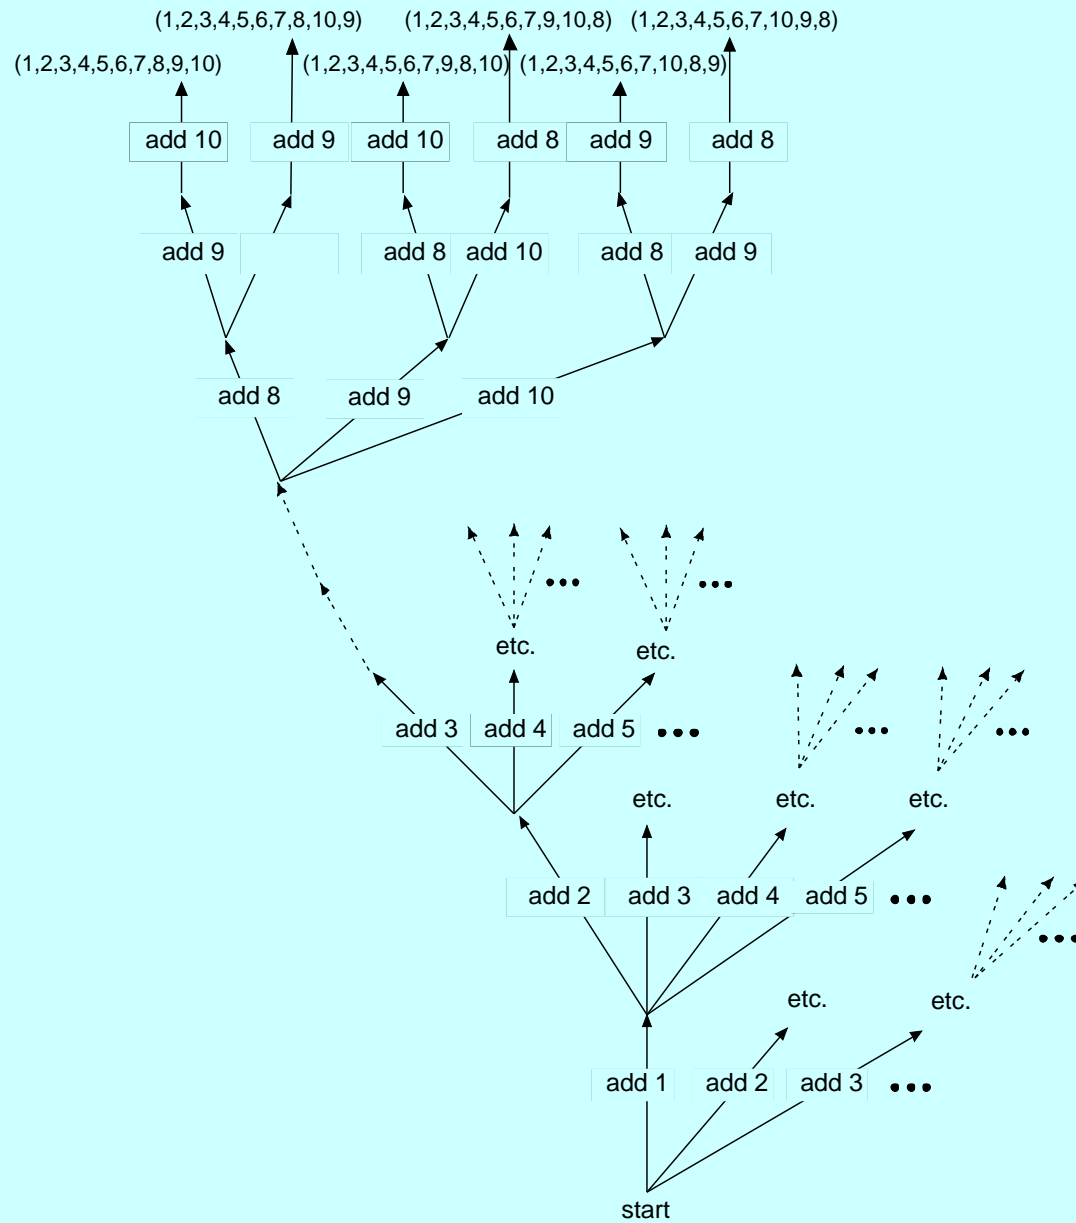 (1,2,3,4,5,6,7,8,10,9) (1,2,3,4,5,6,7,9,10,8) (1,2,3,4,5,6,7,10,9,8)
(1,2,3,4,5,6,7,8,9,10) (1,2,3,4,5,6,7,9,8,10) (1,2,3,4,5,6,7,10,8,9)
add 10 add 9 add 10 add 8 add 9 add 8
add 9 add 8 add 10 add 8 add 9
add 8 add 9 add 10
etc. etc.
add 3 add 4 add 5 •••
etc. etc. etc.
add 2 add 3 add 4 add 5 •••
etc. etc.
add 1 add 2 add 3 •••
start